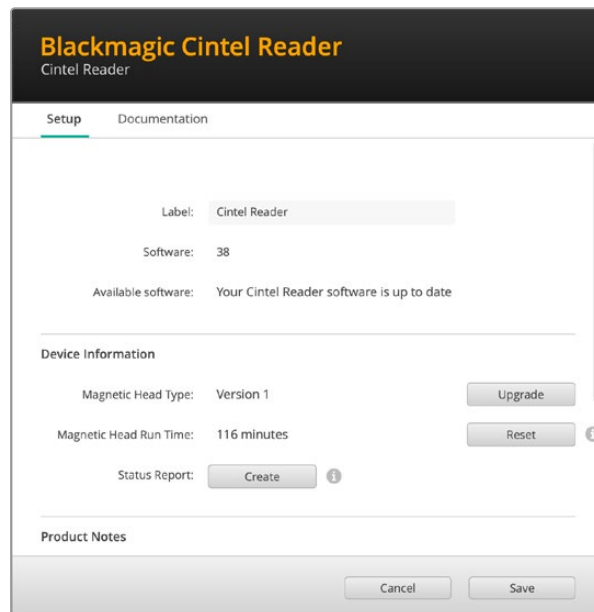 Blackmagic Cintel Reader
Cintel Reader
Setup Documentation
Label: Cintel Reader
Software: 38
Available software: Your Cintel Reader software is up to date
Device Information
Magnetic Head Type: Version 1 Upgrade
Magnetic Head Run Time: 116 minutes Reset
Status Report: Create
Product Notes
Cancel Save